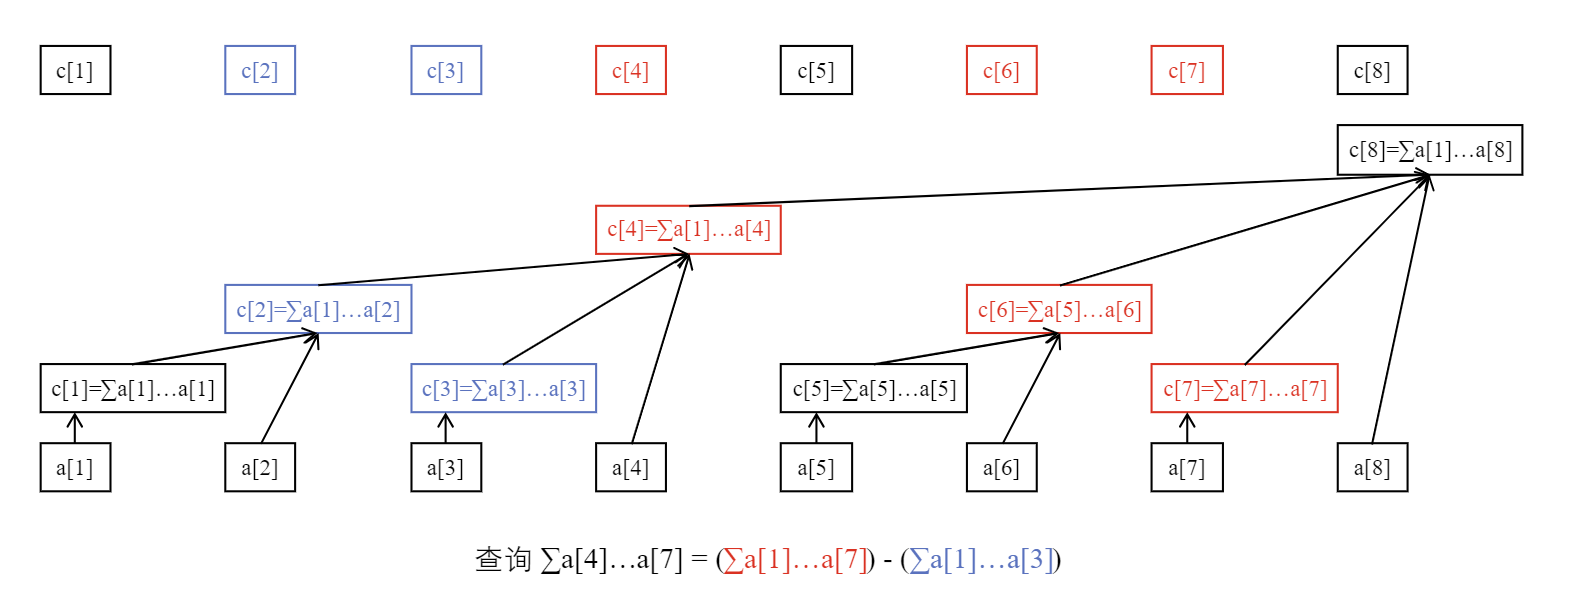 c[1] c[2] c[3] c[4] c[5] c[6] c[7] c[8]
c[8]=∑a[1]…a[8]
c[4]=∑a[1]…a[4]
c[2]=∑a[1]…a[2] c[6]=∑a[5]…a[6]
c[1]=∑a[1]…a[1] c[3]=∑a[3]…a[3] c[5]=∑a[5]…a[5] c[7]=∑a[7]…a[7]
a[1] a[2] a[3] a[4] a[5] a[6] a[7] a[8]
查询 ∑a[4]…a[7] = (∑a[1]…a[7]) - (∑a[1]…a[3])